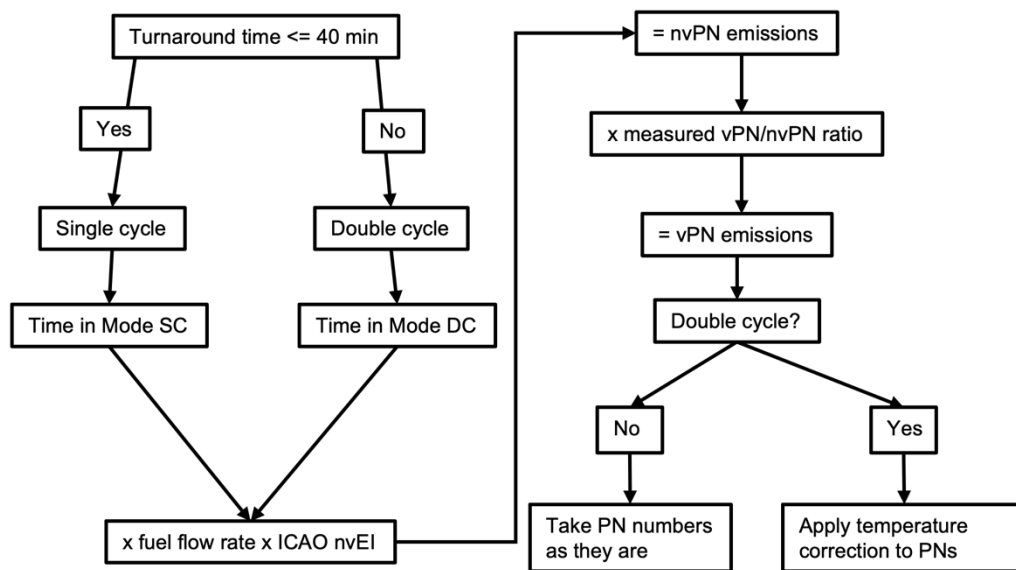 Turnaround time <= 40 min
Yes
No
Single cycle
Double cycle
Time in Mode SC
Time in Mode DC
x fuel flow rate x ICAO nvEI
= nvPN emissions
x measured vPN/nvPN ratio
= vPN emissions
Double cycle?
No
Yes
Take PN numbers
as they are
Apply temperature
correction to PNs